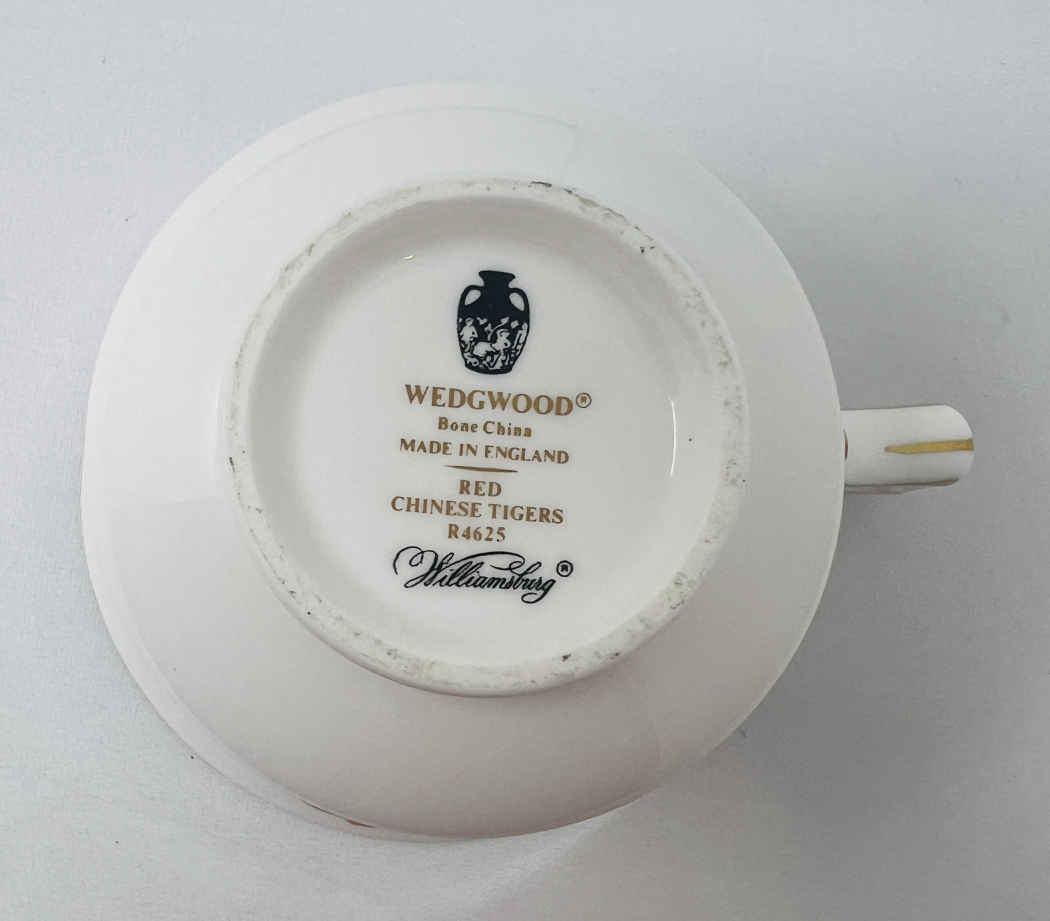 WEDGWOOD®
Bone China
MADE IN ENGLAND
RED
CHINESE TIGERS
R4625
Williamsburg®